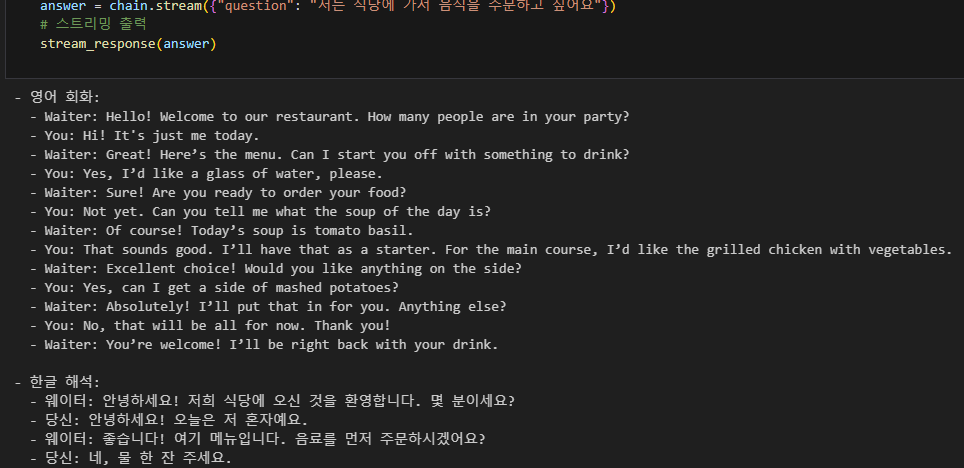 answer = chain.stream({"question": "저는 식당에 가서 음식을 주문하고 싶어요"})
# 스트리밍 출력
stream_response(answer)
- 영어 회화:
- Waiter: Hello! Welcome to our restaurant. How many people are in your party?
- You: Hi! It's just me today.
- Waiter: Great! Here’s the menu. Can I start you off with something to drink?
- You: Yes, I’d like a glass of water, please.
- Waiter: Sure! Are you ready to order your food?
- You: Not yet. Can you tell me what the soup of the day is?
- Waiter: Of course! Today’s soup is tomato basil.
- You: That sounds good. I’ll have that as a starter. For the main course, I’d like the grilled chicken with vegetables.
- Waiter: Excellent choice! Would you like anything on the side?
- You: Yes, can I get a side of mashed potatoes?
- Waiter: Absolutely! I’ll put that in for you. Anything else?
- You: No, that will be all for now. Thank you!
- Waiter: You’re welcome! I’ll be right back with your drink.
- 한글 해석:
- 웨이터: 안녕하세요! 저희 식당에 오신 것을 환영합니다. 몇 분이세요?
- 당신: 안녕하세요! 오늘은 저 혼자예요.
- 웨이터: 좋습니다! 여기 메뉴입니다. 음료를 먼저 주문하시겠어요?
- 당신: 네, 물 한 잔 주세요.